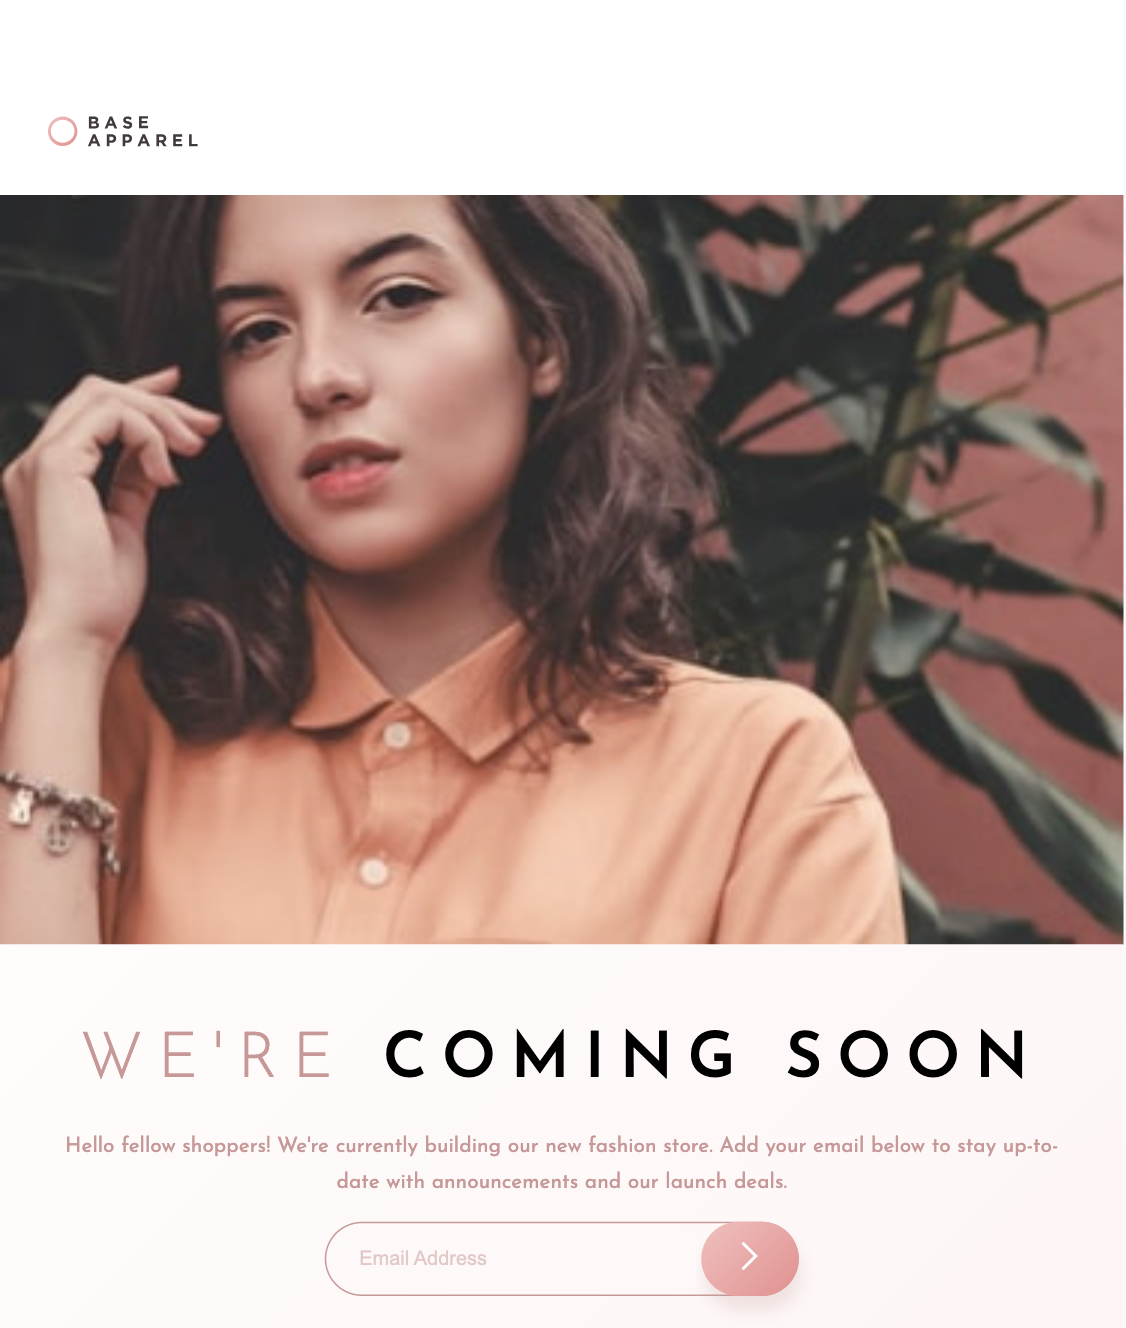 BASE
APPAREL
WE'RE COMING SOON
Hello fellow shoppers! We're currently building our new fashion store. Add your email below to stay up-to-
date with announcements and our launch deals.
Email Address